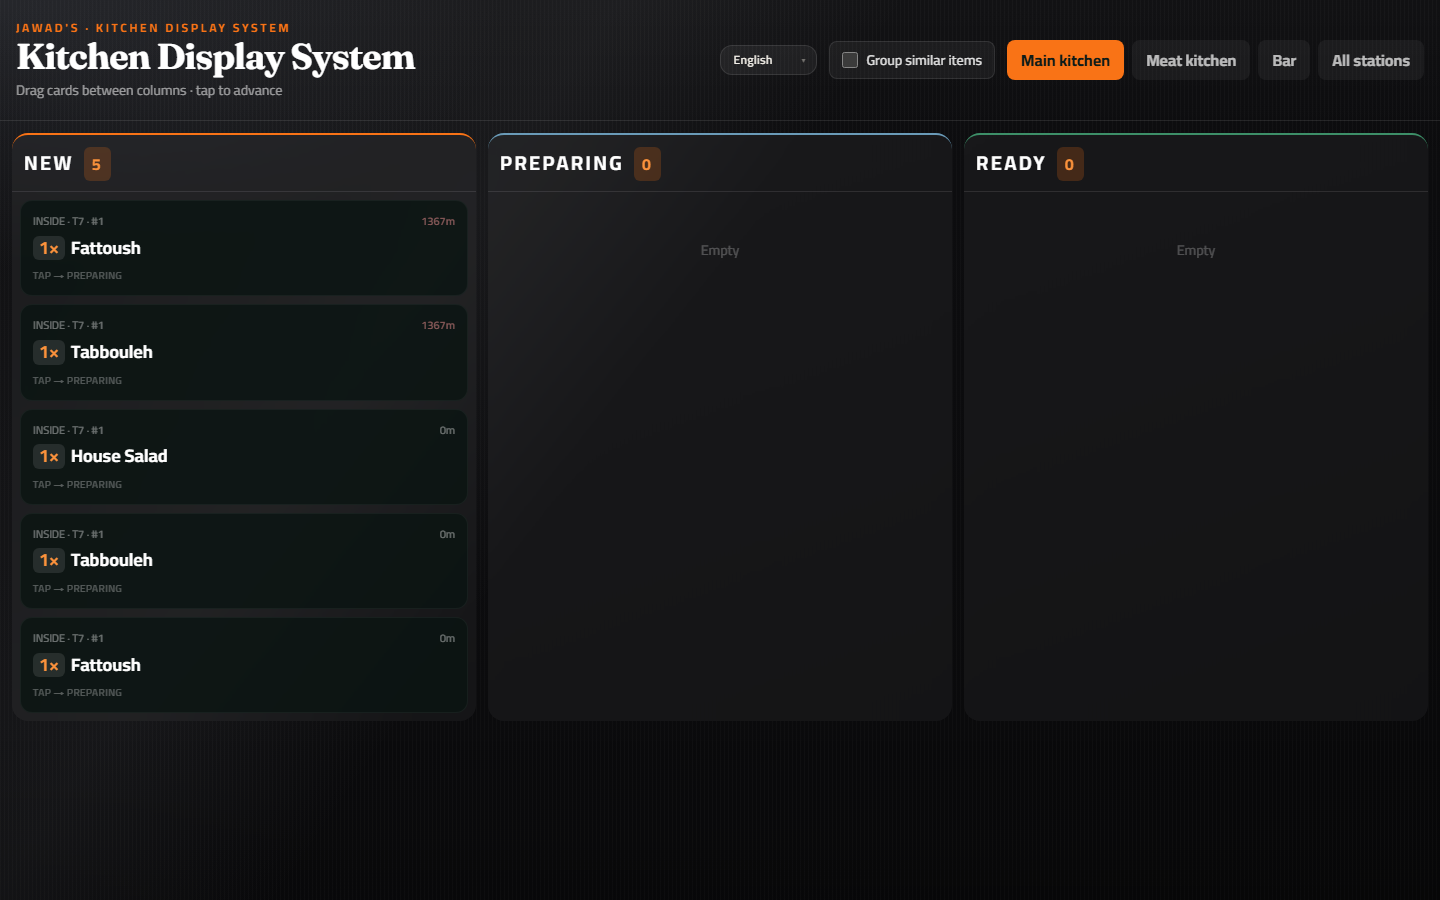 JAWAD'S · KITCHEN DISPLAY SYSTEM
Kitchen Display System
Drag cards between columns · tap to advance
English
Group similar items
Main kitchen
Meat kitchen
Bar
All stations
NEW 5
INSIDE · T7 · #1 1367m
1× Fattoush
TAP → PREPARING
INSIDE · T7 · #1 1367m
1× Tabbouleh
TAP → PREPARING
INSIDE · T7 · #1 0m
1× House Salad
TAP → PREPARING
INSIDE · T7 · #1 0m
1× Tabbouleh
TAP → PREPARING
INSIDE · T7 · #1 0m
1× Fattoush
TAP → PREPARING
PREPARING 0
Empty
READY 0
Empty